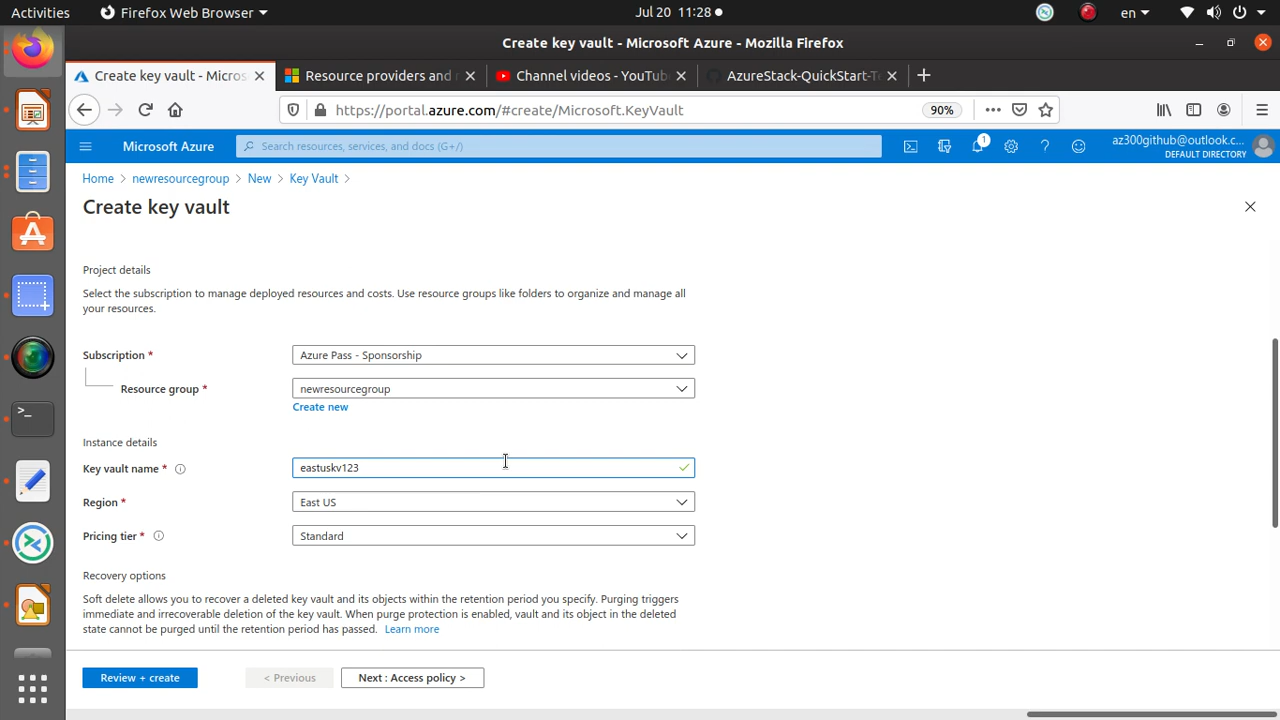 Activities
Firefox Web Browser
Jul 20 11:28
en
Create key vault - Microsoft Azure - Mozilla Firefox
Create key vault - Micros
Resource providers and
Channel videos - YouTub
AzureStack-QuickStart-T
https://portal.azure.com/#create/Microsoft.KeyVault
90%
Microsoft Azure
Search resources, services, and docs (G+/)
1
az300github@outlook.c...
DEFAULT DIRECTORY
Home > newresourcegroup > New > Key Vault >
Create key vault
Project details
Select the subscription to manage deployed resources and costs. Use resource groups like folders to organize and manage all
your resources.
Subscription *
Azure Pass - Sponsorship
Resource group *
newresourcegroup
Create new
Instance details
Key vault name *
eastuskv123
Region *
East US
Pricing tier *
Standard
Recovery options
Soft delete allows you to recover a deleted key vault and its objects within the retention period you specify. Purging triggers
immediate and irrecoverable deletion of the key vault. When purge protection is enabled, vault and its object in the deleted
state cannot be purged until the retention period has passed. Learn more
Review + create
< Previous
Next : Access policy >